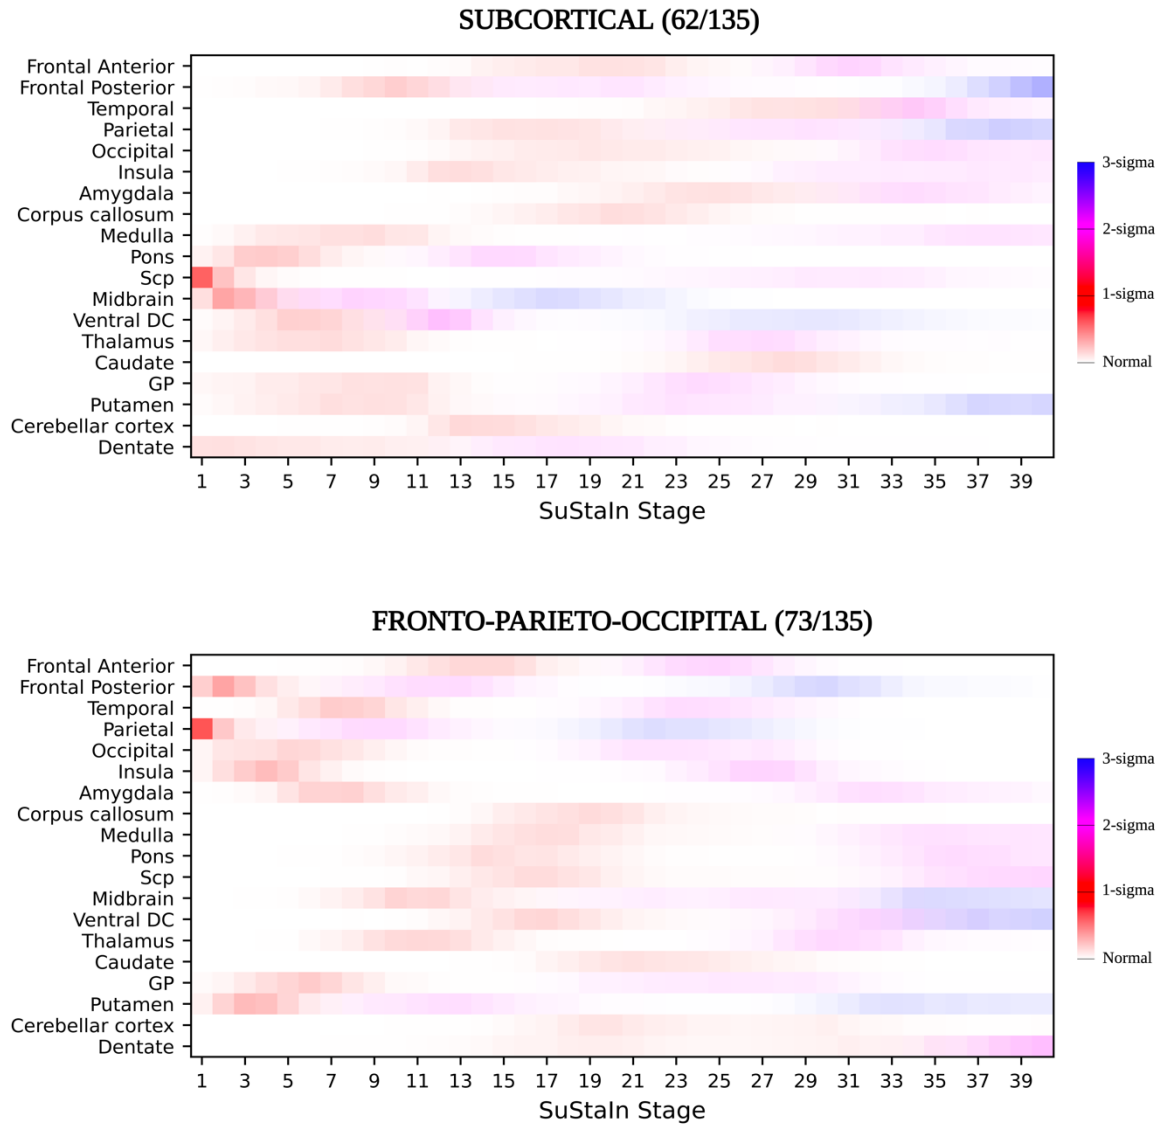 SUBCORTICAL (62/135)
Frontal Anterior
Frontal Posterior
Temporal
Parietal
Occipital
Insula
Amygdala
Corpus callosum
Medulla
Pons
Scp
Midbrain
Ventral DC
Thalamus
Caudate
GP
Putamen
Cerebellar cortex
Dentate
1 3 5 7 9 11 13 15 17 19 21 23 25 27 29 31 33 35 37 39
SuStaIn Stage
3-sigma
2-sigma
1-sigma
Normal
FRONTO-PARIETO-OCCIPITAL (73/135)
Frontal Anterior
Frontal Posterior
Temporal
Parietal
Occipital
Insula
Amygdala
Corpus callosum
Medulla
Pons
Scp
Midbrain
Ventral DC
Thalamus
Caudate
GP
Putamen
Cerebellar cortex
Dentate
1 3 5 7 9 11 13 15 17 19 21 23 25 27 29 31 33 35 37 39
SuStaIn Stage
3-sigma
2-sigma
1-sigma
Normal